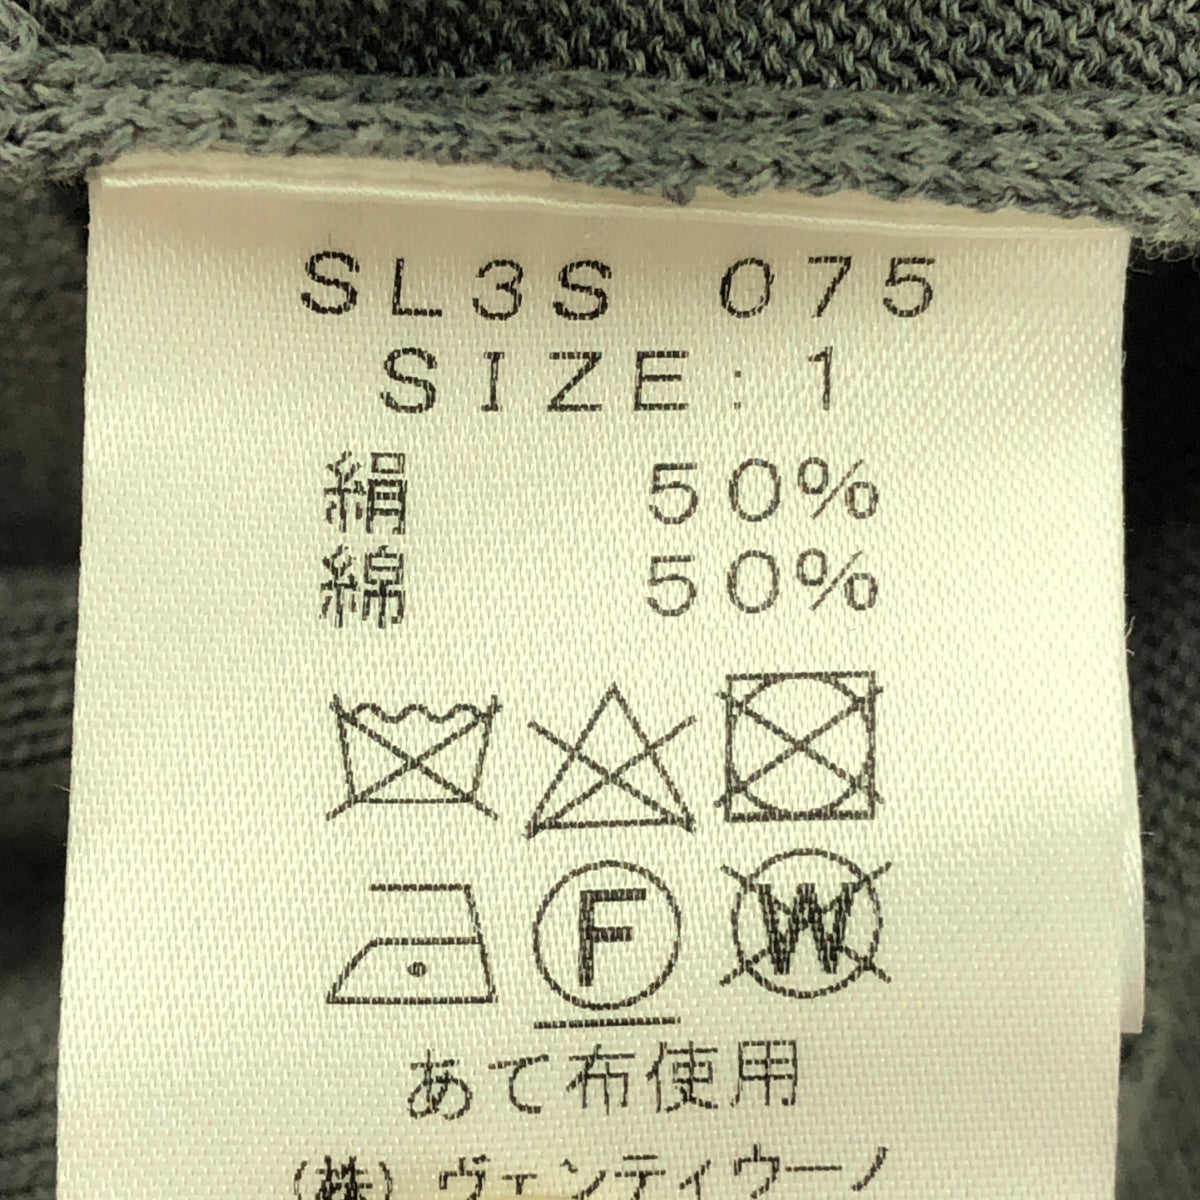 SL3S 075
SIZE:1
絹 50%
綿 50%
F W
あて布使用
(株)ヴェンティウーノ